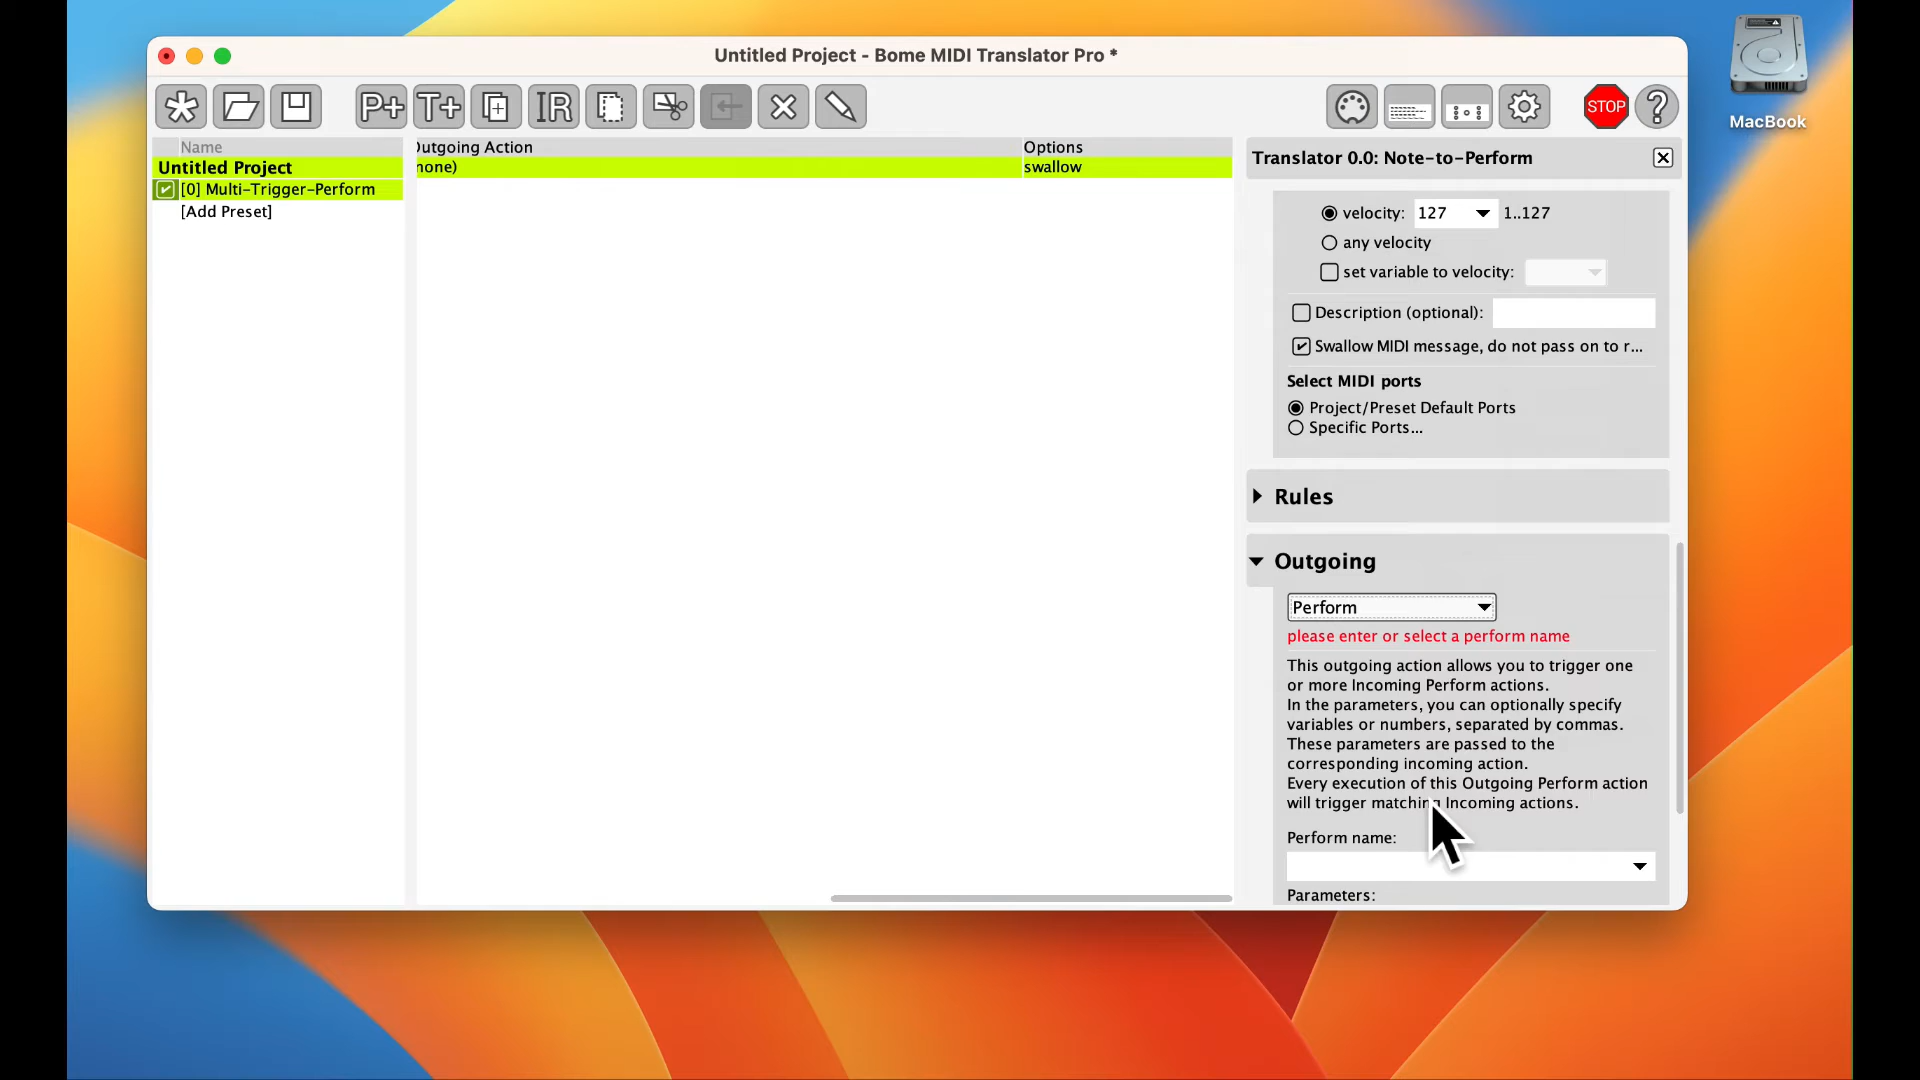 Untitled Project - Bome MIDI Translator Pro *
P+ T+ IR STOP ?
MacBook
Name
Untitled Project
[0] Multi-Trigger-Perform
[Add Preset]
Outgoing Action Options
none) swallow
Translator 0.0: Note-to-Perform
velocity: 127 1..127
any velocity
set variable to velocity:
Description (optional):
Swallow MIDI message, do not pass on to r...
Select MIDI ports
Project/Preset Default Ports
Specific Ports...
Rules
Outgoing
Perform
please enter or select a perform name
This outgoing action allows you to trigger one
or more Incoming Perform actions.
In the parameters, you can optionally specify
variables or numbers, separated by commas.
These parameters are passed to the
corresponding incoming action.
Every execution of this Outgoing Perform action
will trigger matching Incoming actions.
Perform name:
Parameters: